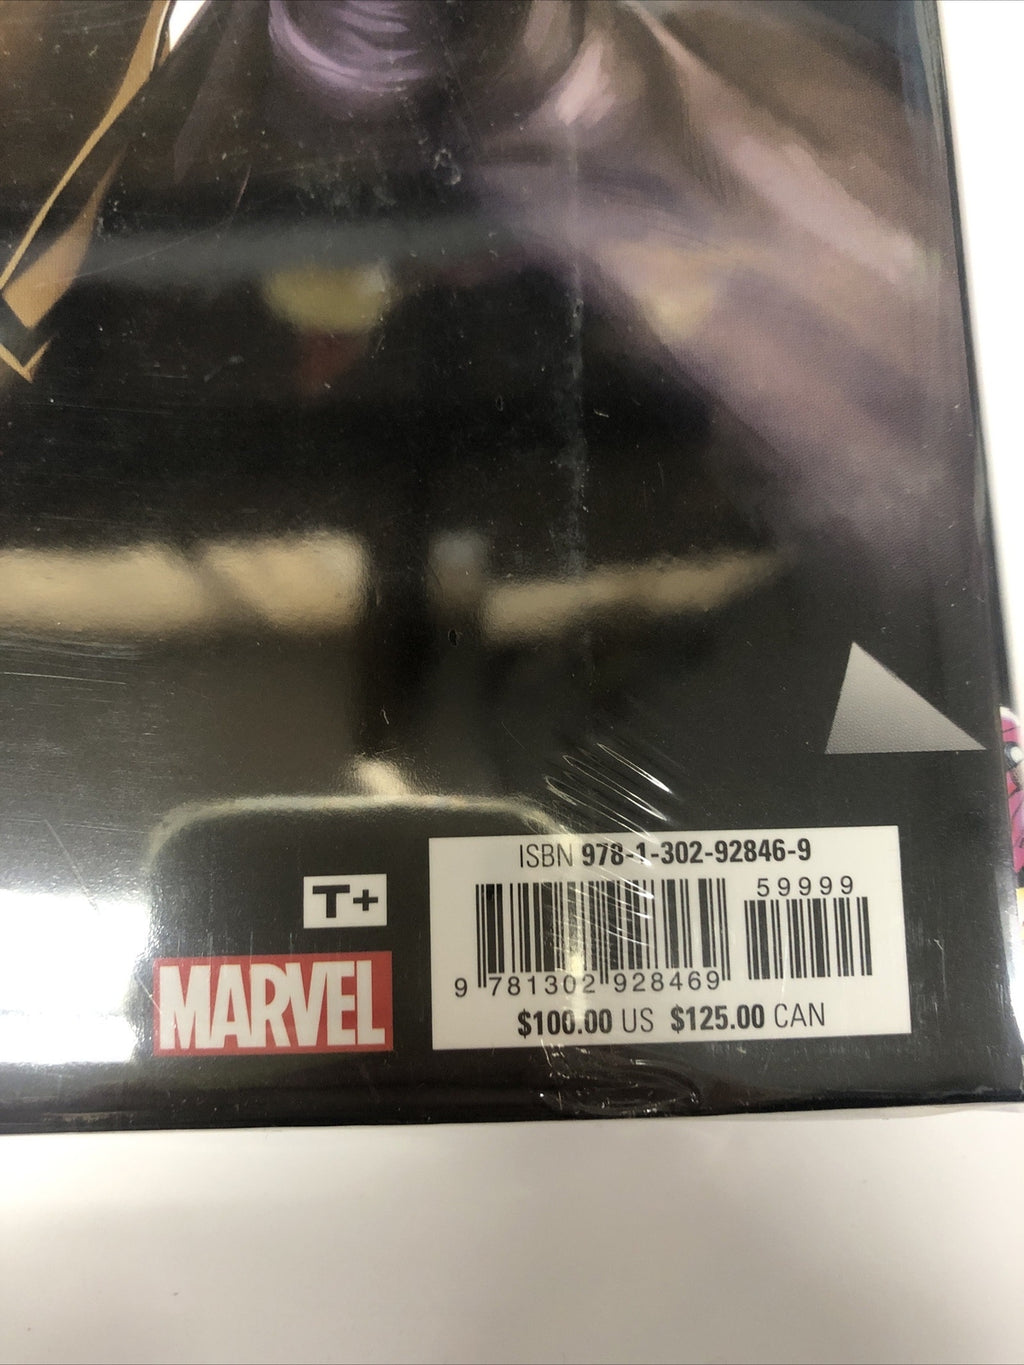 ISBN 978-1-302-92846-9
59999
T+
9 781302 928469
MARVEL
$100.00 US $125.00 CAN